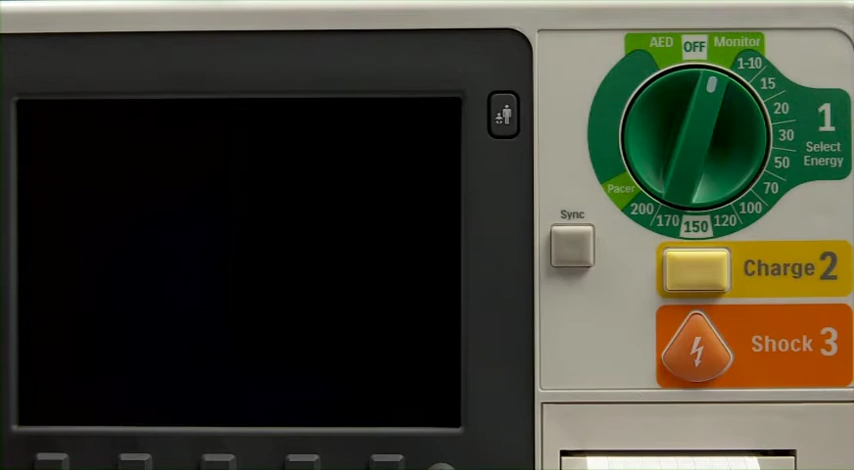 AED OFF Monitor
1-10
15
20
30
50
70
100
120
150
170
200
Pacer
1
Select
Energy
Sync
Charge 2
Shock 3